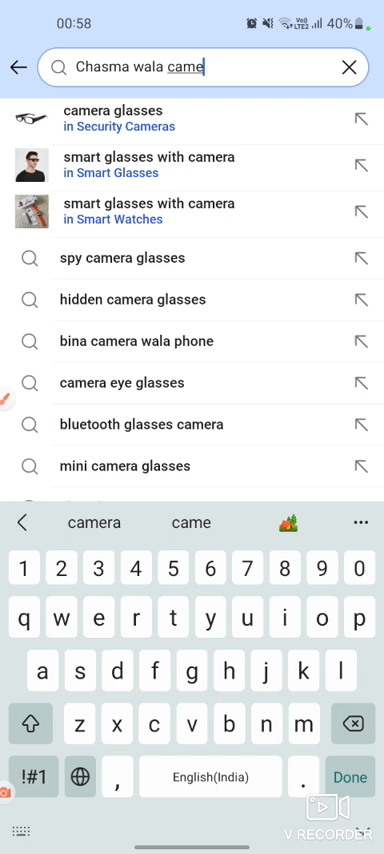 00:58 Vo)) LTE2 40%
Chasma wala came
camera glasses
in Security Cameras
smart glasses with camera
in Smart Glasses
smart glasses with camera
in Smart Watches
spy camera glasses
hidden camera glasses
bina camera wala phone
camera eye glasses
bluetooth glasses camera
mini camera glasses
camera came
1 2 3 4 5 6 7 8 9 0
q w e r t y u i o p
a s d f g h j k l
z x c v b n m
!#1 , English(India) . Done
V RECORDER